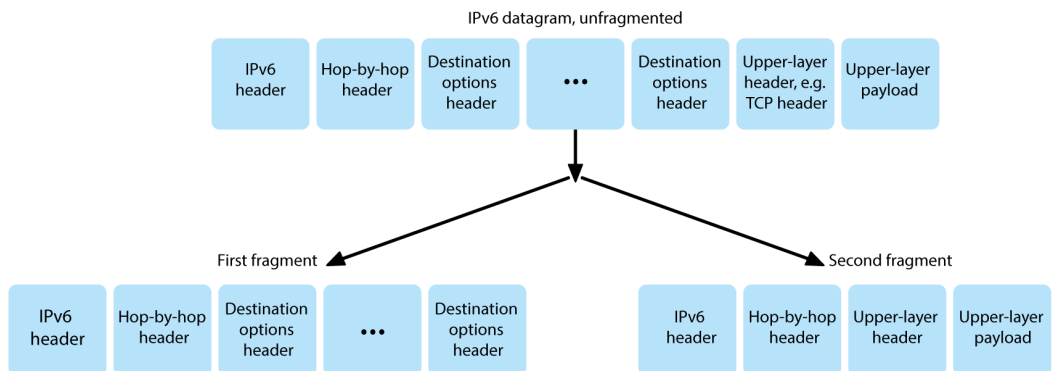 IPv6 datagram, unfragmented
IPv6
header
Hop-by-hop
header
Destination
options
header
•••
Destination
options
header
Upper-layer
header, e.g.
TCP header
Upper-layer
payload
First fragment
Second fragment
IPv6
header
Hop-by-hop
header
Destination
options
header
•••
Destination
options
header
IPv6
header
Hop-by-hop
header
Upper-layer
header
Upper-layer
payload